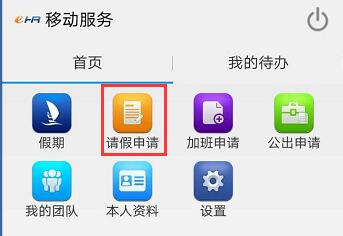 eHR 移动服务
首页 我的待办
假期 请假申请 加班申请 公出申请
我的团队 本人资料 设置